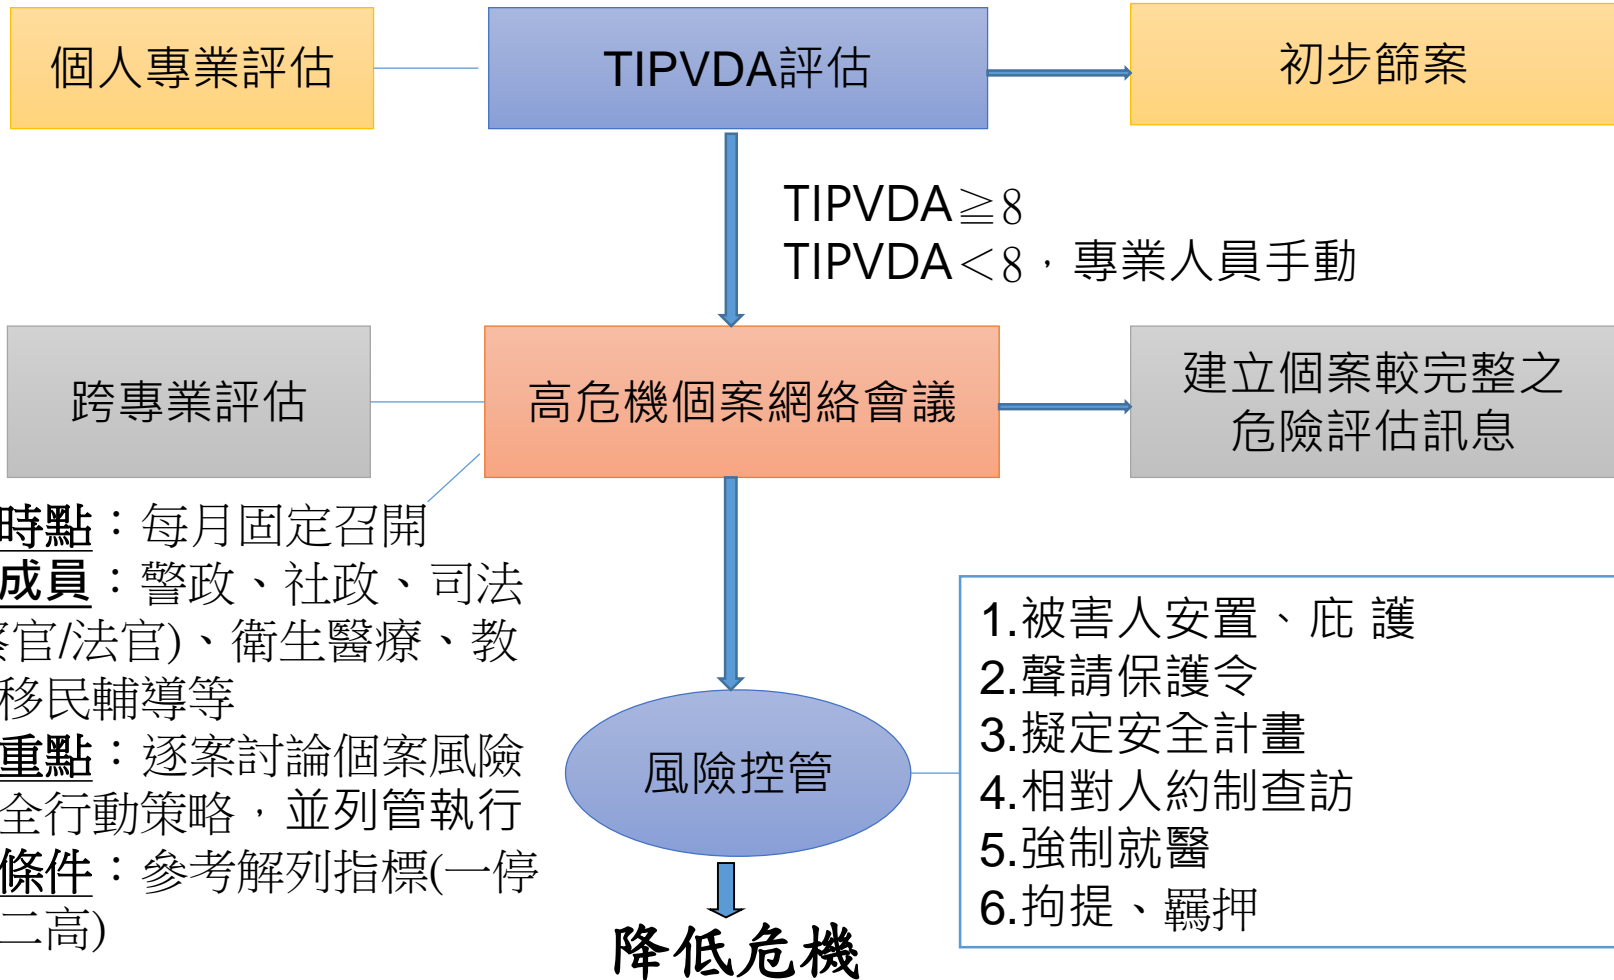 個人專業評估
TIPVDA評估
初步篩案
TIPVDA≧8
TIPVDA＜8，專業人員手動
跨專業評估
高危機個案網絡會議
建立個案較完整之
危險評估訊息
時點：每月固定召開
成員：警政、社政、司法
察官/法官)、衛生醫療、教
移民輔導等
重點：逐案討論個案風險
全行動策略，並列管執行
條件：參考解列指標(一停
二高)
風險控管
1.被害人安置、庇 護
2.聲請保護令
3.擬定安全計畫
4.相對人約制查訪
5.強制就醫
6.拘提、羈押
降低危機